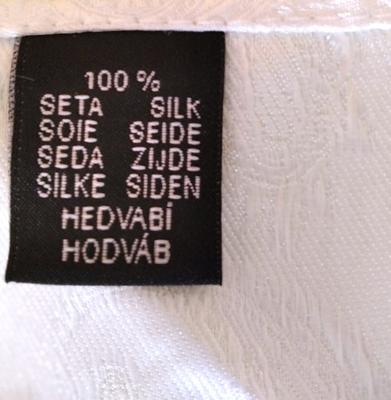 100 %
SETA SILK
SOIE SEIDE
SEDA ZIJDE
SILKE SIDEN
HEDVABÍ
HODVÁB